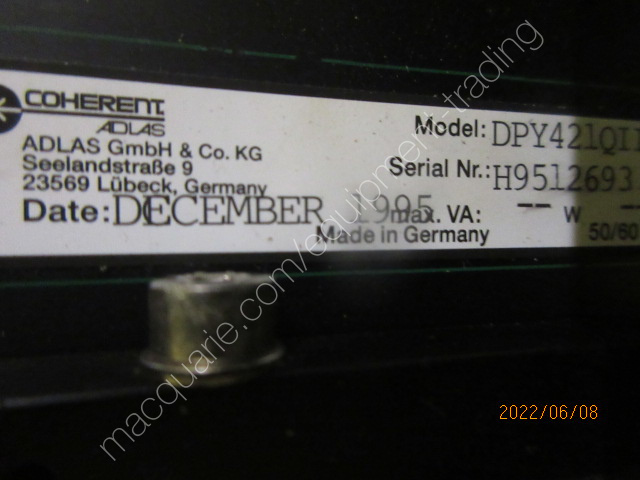 COHERENT
ADLAS
ADLAS GmbH & Co. KG
Seelandstraße 9
23569 Lübeck, Germany
Date: DECEMBER 1995
Model: DPY421QII
Serial Nr.: H9512693
max. VA: -- W --
Made in Germany 50/60
macquarie.com/equipment-trading
2022/06/08